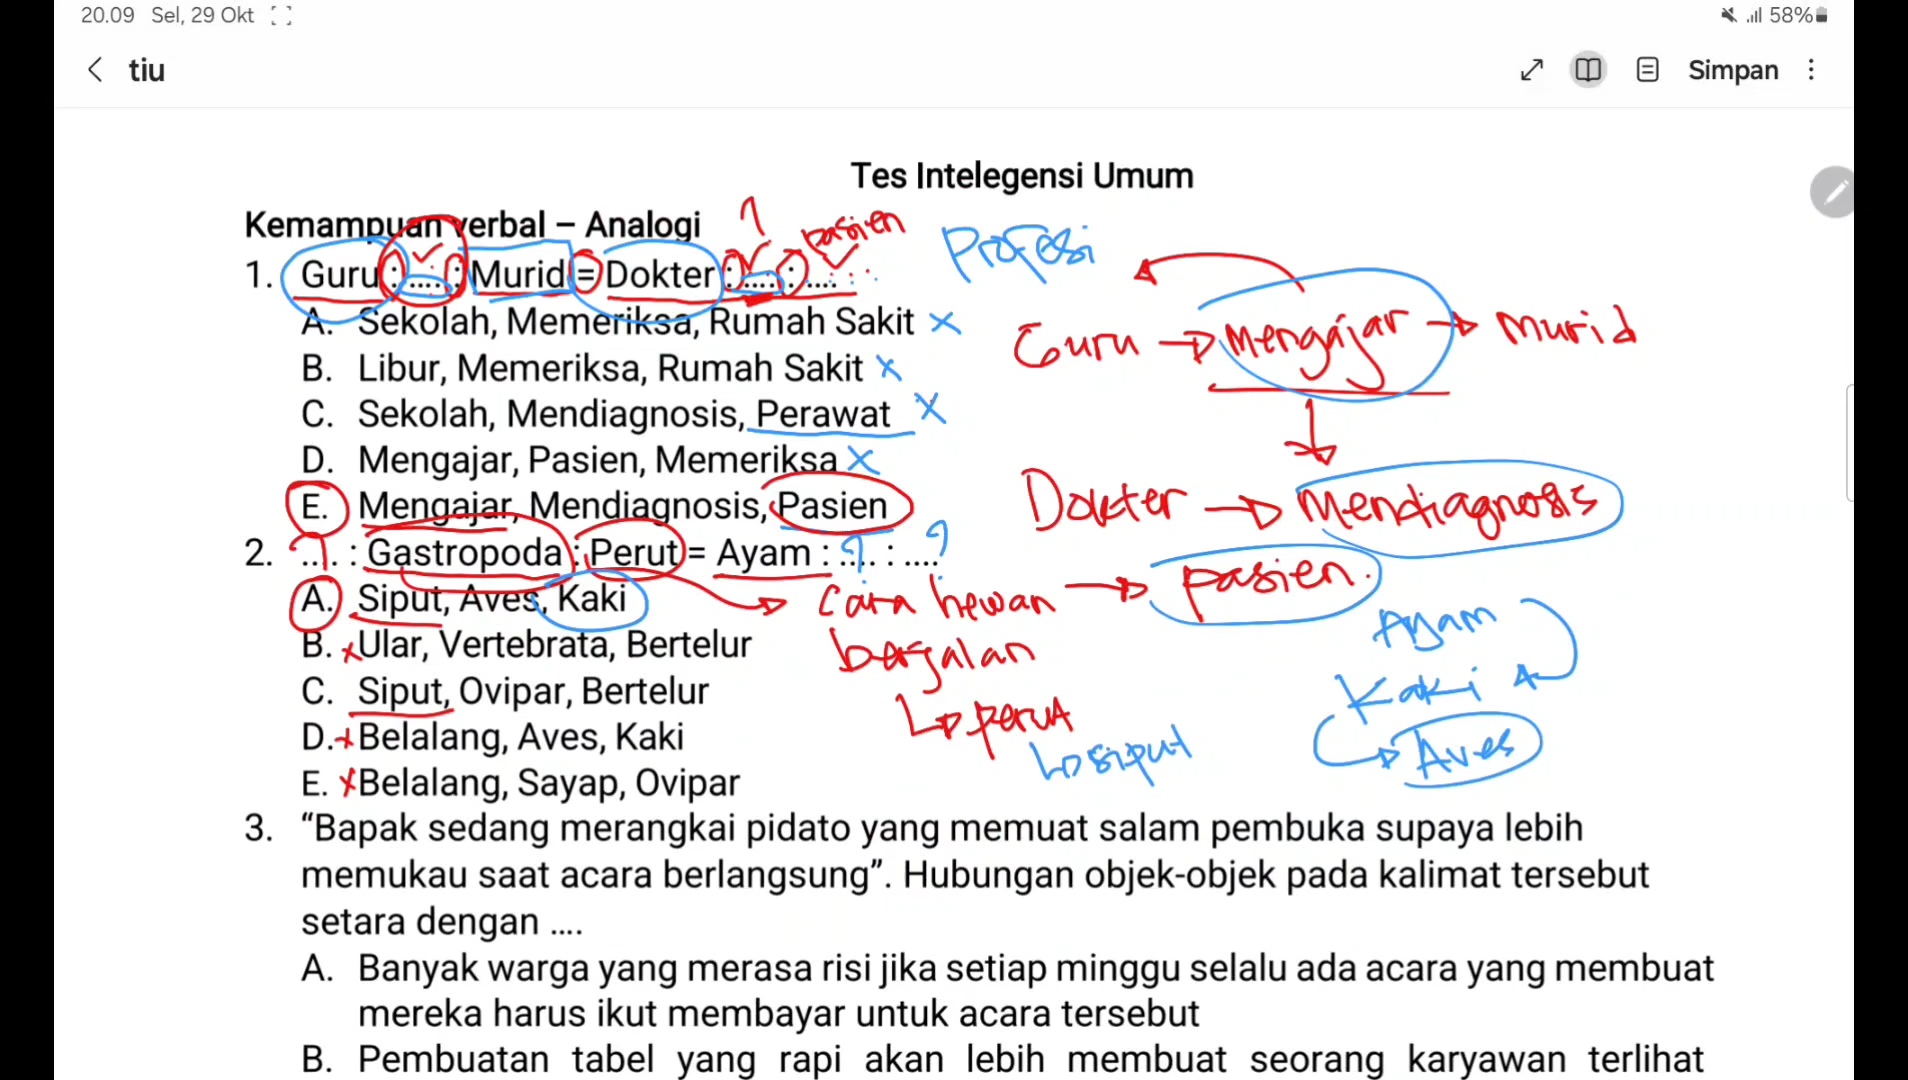 20.09 Sel, 29 Okt 58%
tiu Simpan
Tes Intelegensi Umum
Kemampuan verbal – Analogi
1. Guru : .... : Murid = Dokter : .... : ....
pasien
A. Sekolah, Memeriksa, Rumah Sakit
B. Libur, Memeriksa, Rumah Sakit
C. Sekolah, Mendiagnosis, Perawat
D. Mengajar, Pasien, Memeriksa
E. Mengajar, Mendiagnosis, Pasien
2. .... : Gastropoda : Perut = Ayam : .... : ....
A. Siput, Aves, Kaki
B. Ular, Vertebrata, Bertelur
C. Siput, Ovipar, Bertelur
D. Belalang, Aves, Kaki
E. Belalang, Sayap, Ovipar
Profesi
Guru → Mengajar → Murid
Dokter → Mendiagnosis
→ pasien.
Cara hewan
berjalan
↳ perut
↳ siput
Ayam
Kaki
Aves
3. “Bapak sedang merangkai pidato yang memuat salam pembuka supaya lebih
memukau saat acara berlangsung”. Hubungan objek-objek pada kalimat tersebut
setara dengan ....
A. Banyak warga yang merasa risi jika setiap minggu selalu ada acara yang membuat
mereka harus ikut membayar untuk acara tersebut
B. Pembuatan tabel yang rapi akan lebih membuat seorang karyawan terlihat